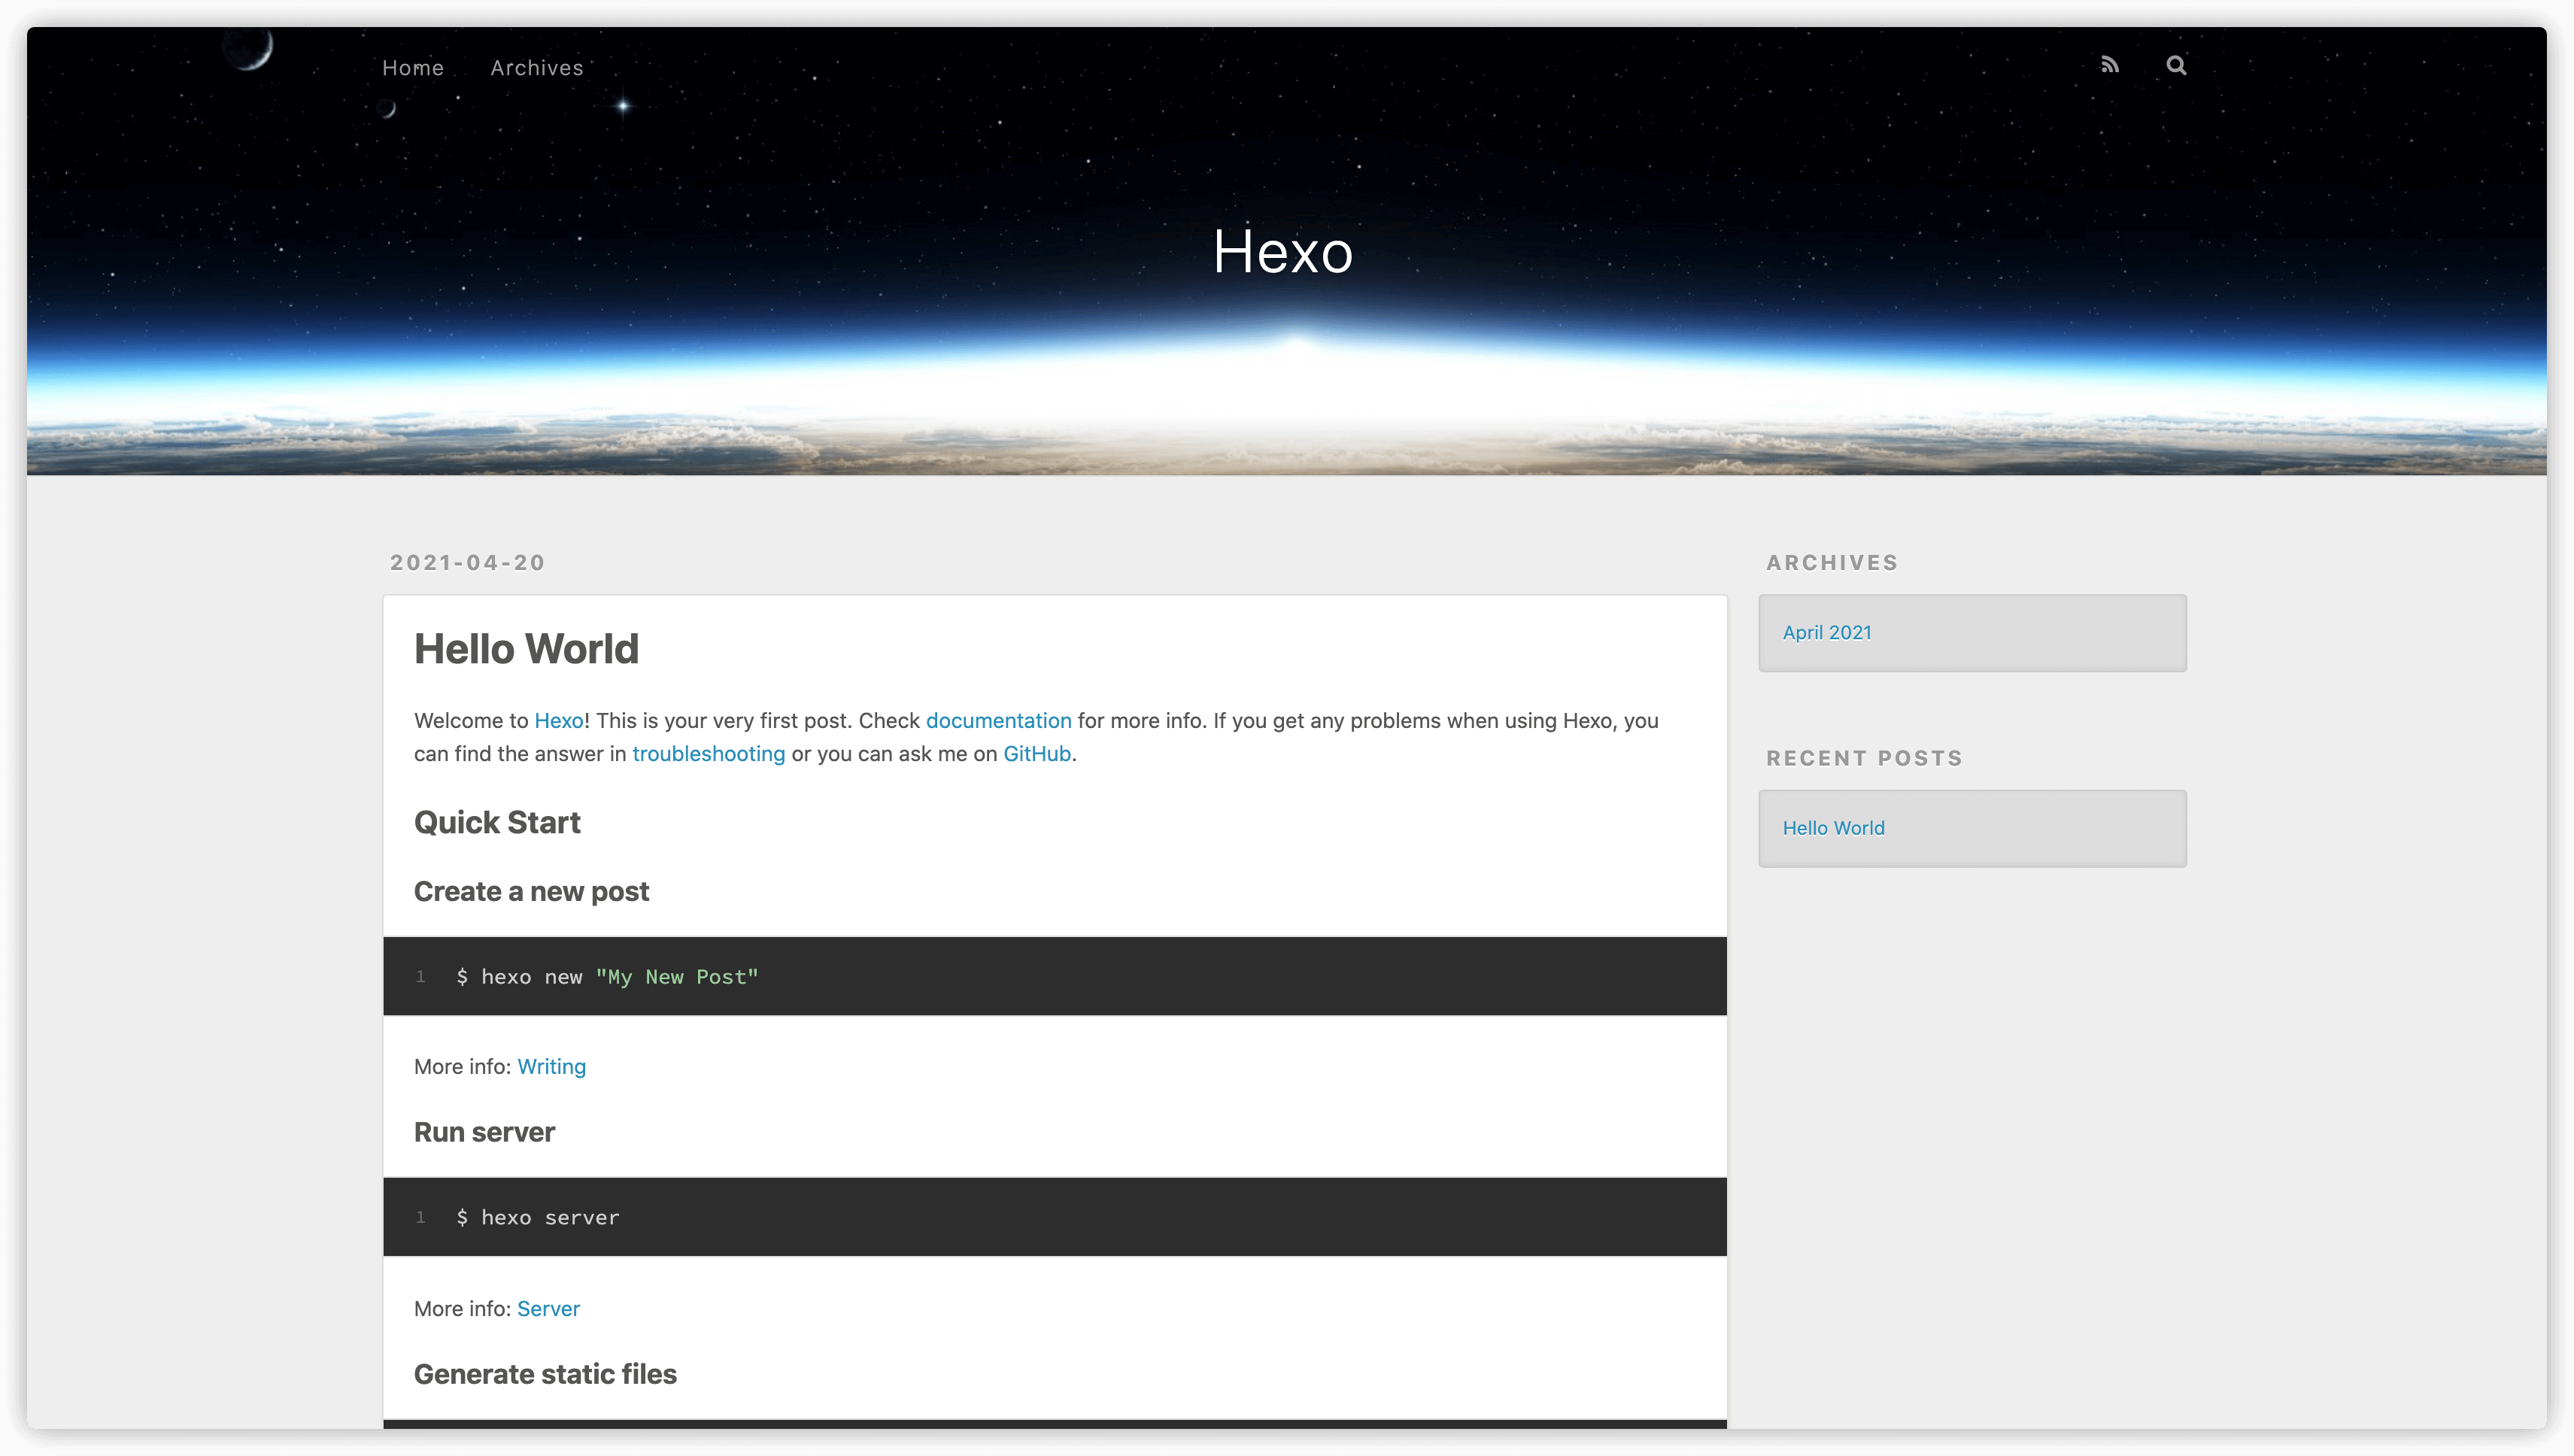 Home Archives
Hexo
2021-04-20
Hello World
Welcome to Hexo! This is your very first post. Check documentation for more info. If you get any problems when using Hexo, you
can find the answer in troubleshooting or you can ask me on GitHub.
Quick Start
Create a new post
1 $ hexo new "My New Post"
More info: Writing
Run server
1 $ hexo server
More info: Server
Generate static files
ARCHIVES
April 2021
RECENT POSTS
Hello World